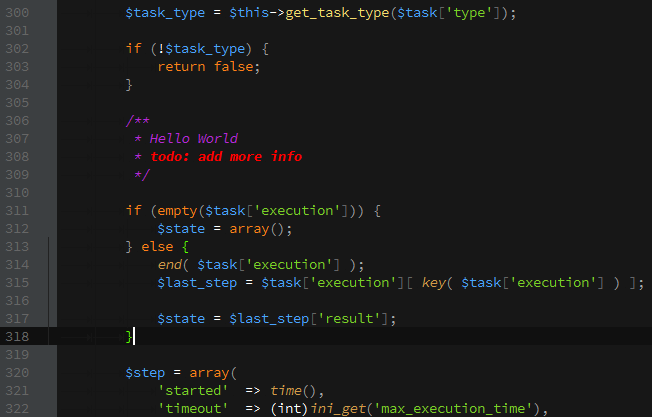 300 $task_type = $this->get_task_type($task['type']);
301
302 if (!$task_type) {
303 return false;
304 }
305
306 /**
307 * Hello World
308 * todo: add more info
309 */
310
311 if (empty($task['execution'])) {
312 $state = array();
313 } else {
314 end( $task['execution'] );
315 $last_step = $task['execution'][ key( $task['execution'] ) ];
316
317 $state = $last_step['result'];
318 }
319
320 $step = array(
321 'started' => time(),
322 'timeout' => (int)ini_get('max_execution_time'),